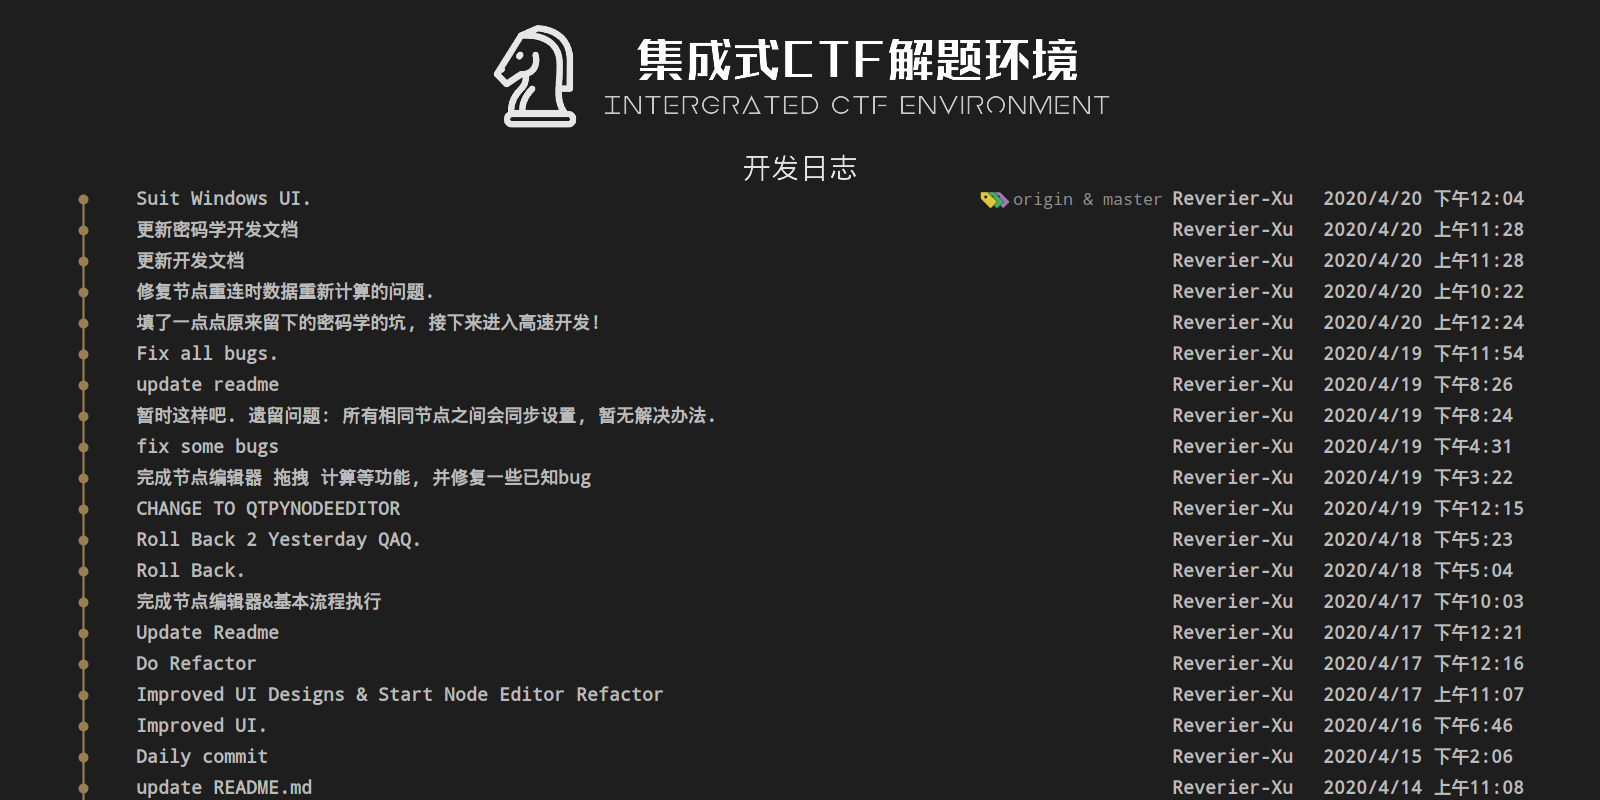 集成式CTF解题环境
INTERGRATED CTF ENVIRONMENT
开发日志
Suit Windows UI. origin & master Reverier-Xu 2020/4/20 下午12:04
更新密码学开发文档 Reverier-Xu 2020/4/20 上午11:28
更新开发文档 Reverier-Xu 2020/4/20 上午11:28
修复节点重连时数据重新计算的问题. Reverier-Xu 2020/4/20 上午10:22
填了一点点原来留下的密码学的坑, 接下来进入高速开发! Reverier-Xu 2020/4/20 上午12:24
Fix all bugs. Reverier-Xu 2020/4/19 下午11:54
update readme Reverier-Xu 2020/4/19 下午8:26
暂时这样吧. 遗留问题: 所有相同节点之间会同步设置, 暂无解决办法. Reverier-Xu 2020/4/19 下午8:24
fix some bugs Reverier-Xu 2020/4/19 下午4:31
完成节点编辑器 拖拽 计算等功能, 并修复一些已知bug Reverier-Xu 2020/4/19 下午3:22
CHANGE TO QTPYNODEEDITOR Reverier-Xu 2020/4/19 下午12:15
Roll Back 2 Yesterday QAQ. Reverier-Xu 2020/4/18 下午5:23
Roll Back. Reverier-Xu 2020/4/18 下午5:04
完成节点编辑器&基本流程执行 Reverier-Xu 2020/4/17 下午10:03
Update Readme Reverier-Xu 2020/4/17 下午12:21
Do Refactor Reverier-Xu 2020/4/17 下午12:16
Improved UI Designs & Start Node Editor Refactor Reverier-Xu 2020/4/17 上午11:07
Improved UI. Reverier-Xu 2020/4/16 下午6:46
Daily commit Reverier-Xu 2020/4/15 下午2:06
update README.md Reverier-Xu 2020/4/14 上午11:08